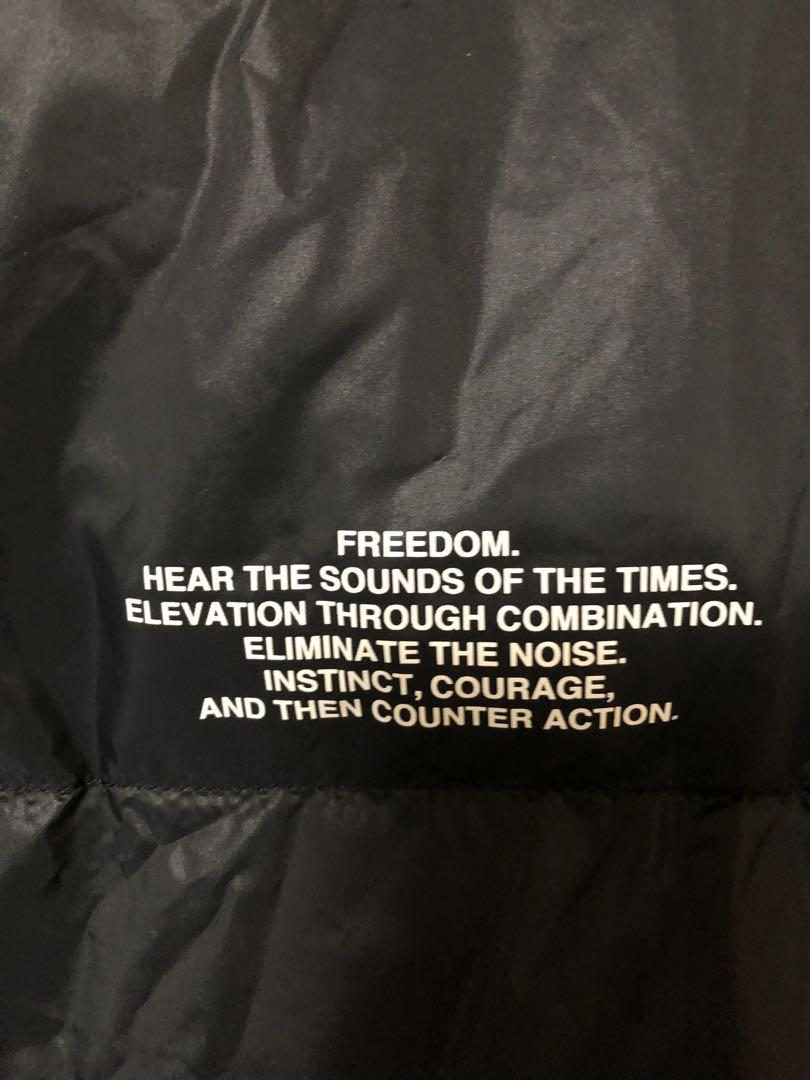 FREEDOM.
HEAR THE SOUNDS OF THE TIMES.
ELEVATION THROUGH COMBINATION.
ELIMINATE THE NOISE.
INSTINCT, COURAGE,
AND THEN COUNTER ACTION.